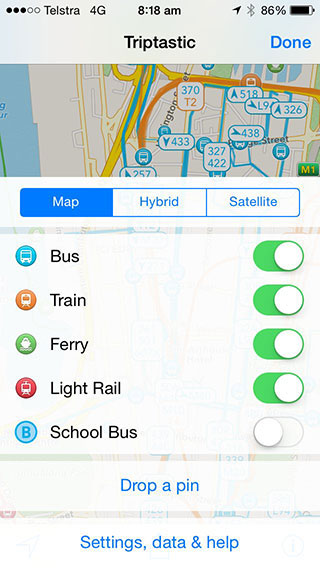 Telstra 4G 8:18 am 86%
Triptastic Done
370
T2
518
L9
326
438
433
327
422
257
M1
Map Hybrid Satellite
Bus
Train
Ferry
Light Rail
B School Bus
339
Drop a pin
Settings, data & help